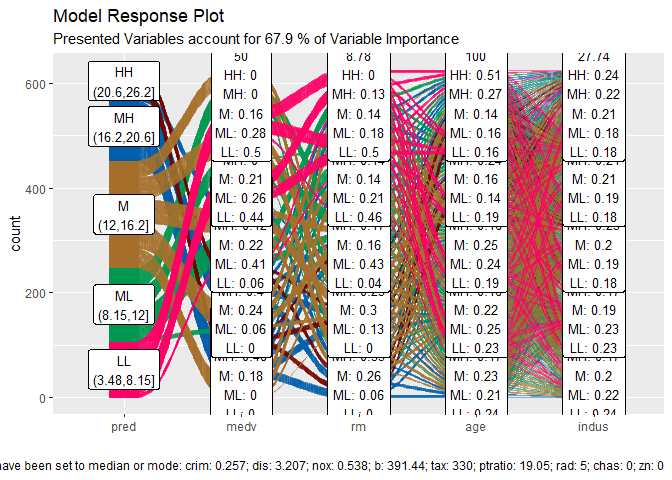 Model Response Plot
Presented Variables account for 67.9 % of Variable Importance
count
600
400
200
0
HH
(20.6,26.2]
MH
(16.2,20.6]
M
(12,16.2]
ML
(8.15,12]
LL
(3.48,8.15]
50
HH: 0
MH: 0
M: 0.16
ML: 0.28
LL: 0.5
M: 0.21
ML: 0.26
LL: 0.44
M: 0.22
ML: 0.41
LL: 0.06
M: 0.24
ML: 0.06
LL: 0
M: 0.18
ML: 0
LL: 0
8.78
HH: 0
MH: 0.13
M: 0.14
ML: 0.18
LL: 0.5
M: 0.14
ML: 0.21
LL: 0.46
M: 0.16
ML: 0.43
LL: 0.04
M: 0.3
ML: 0.13
LL: 0
M: 0.26
ML: 0.06
LL: 0
100
HH: 0.51
MH: 0.27
M: 0.14
ML: 0.16
LL: 0.16
M: 0.16
ML: 0.14
LL: 0.19
M: 0.25
ML: 0.24
LL: 0.19
M: 0.22
ML: 0.25
LL: 0.23
M: 0.23
ML: 0.21
LL: 0.24
27.74
HH: 0.24
MH: 0.22
M: 0.21
ML: 0.18
LL: 0.18
M: 0.21
ML: 0.19
LL: 0.18
M: 0.2
ML: 0.19
LL: 0.23
M: 0.19
ML: 0.23
LL: 0.23
M: 0.2
ML: 0.22
LL: 0.24
pred
medv
rm
age
indus
have been set to median or mode: crim: 0.257; dis: 3.207; nox: 0.538; b: 391.44; tax: 330; ptratio: 19.05; rad: 5; chas: 0; zn: 0